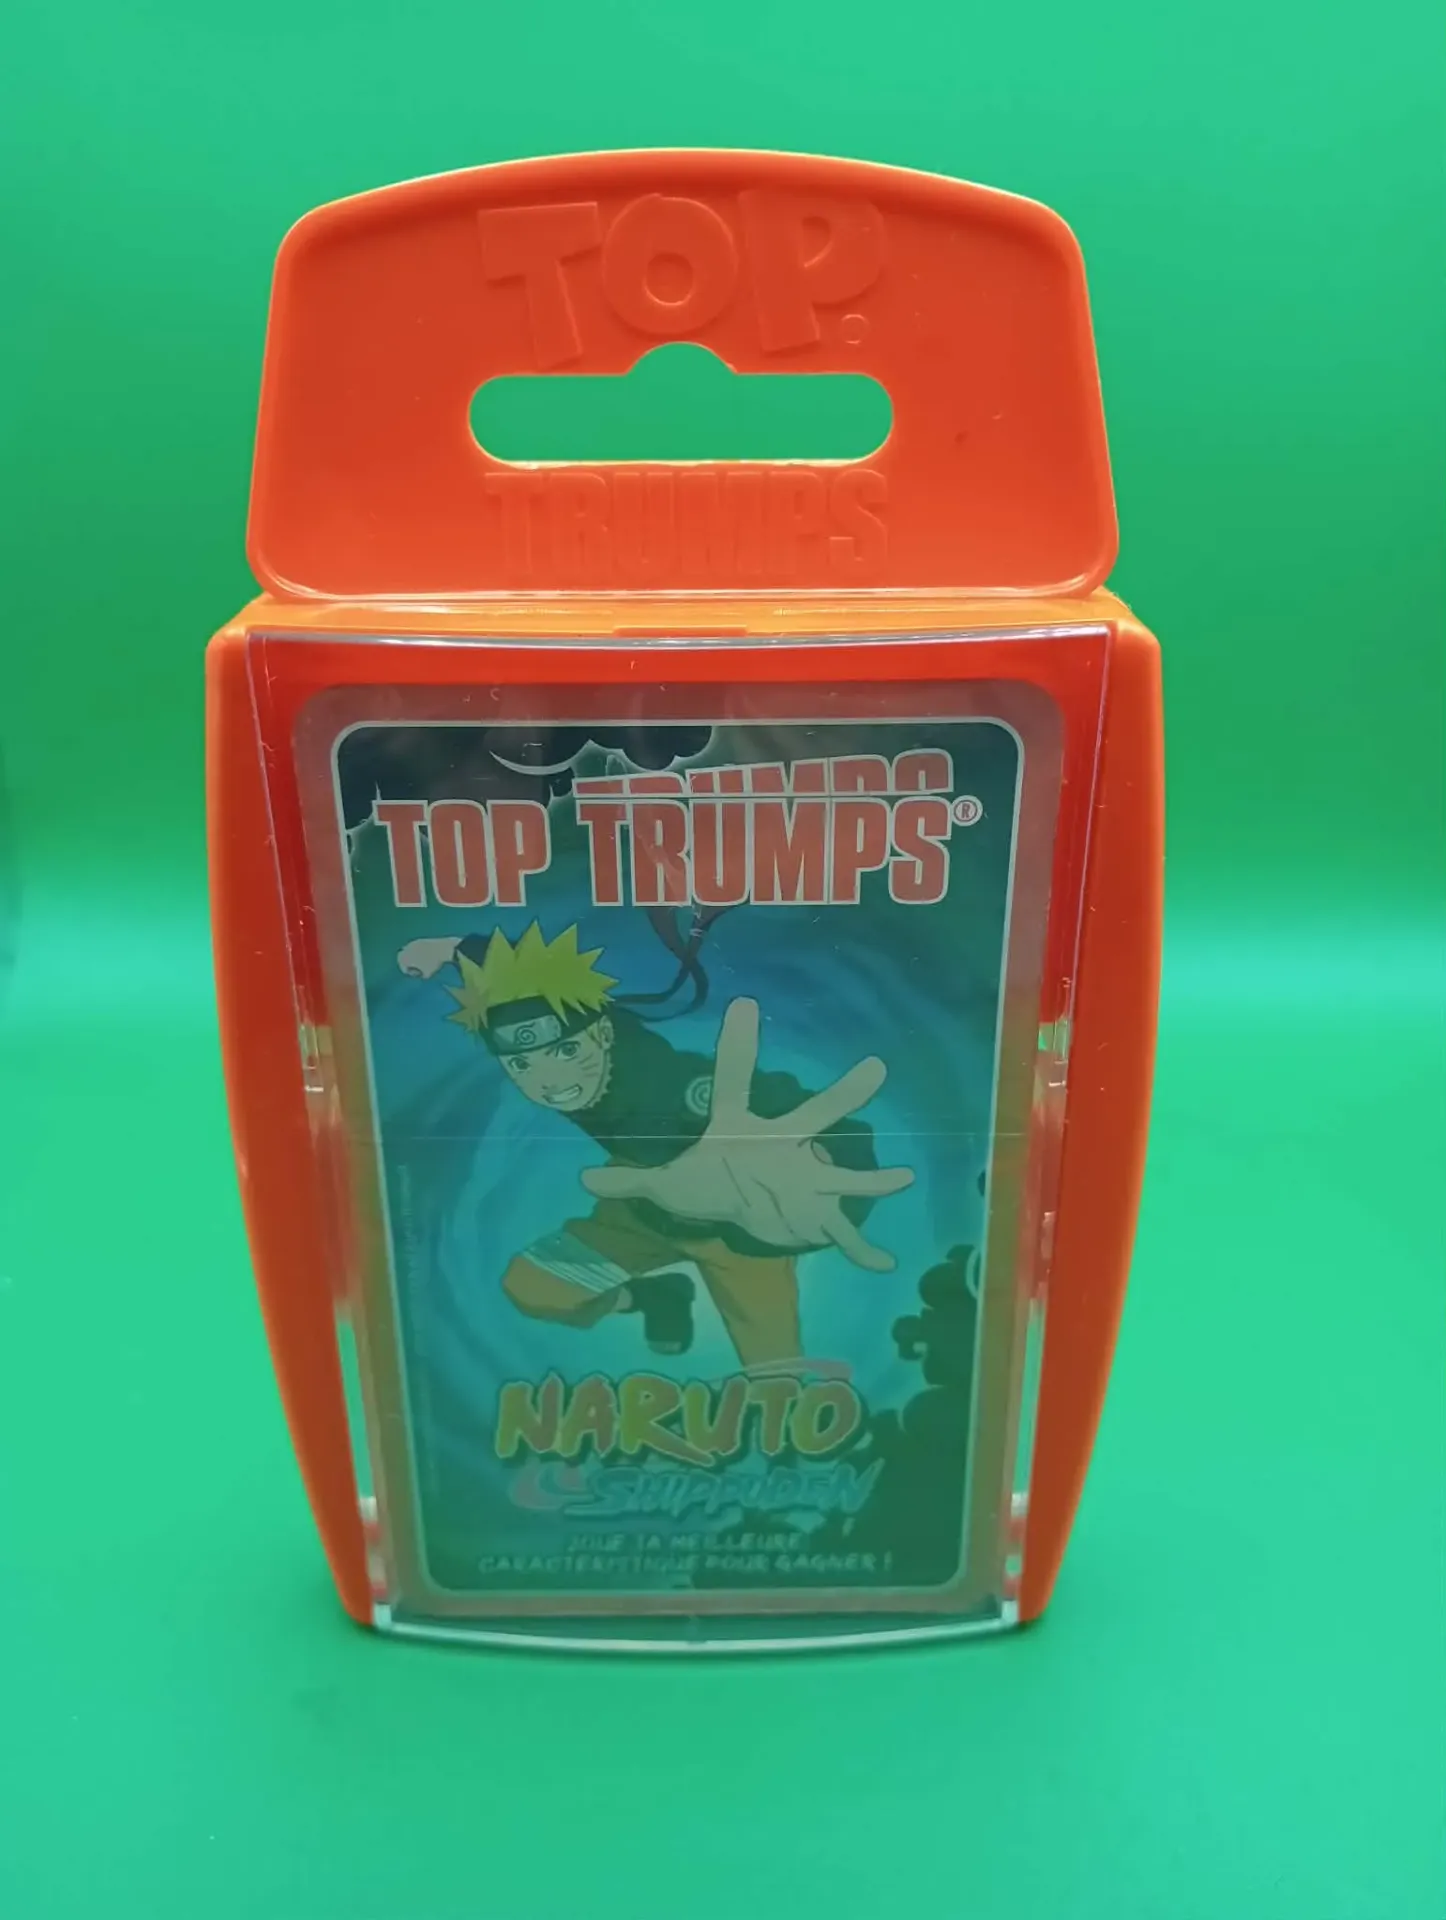 TOP.
TRUMPS
TOP TRUMPS®
NARUTO
SHIPPUDEN
JOUE TA MEILLEURE
CARACTERISTIQUE POUR GAGNER !